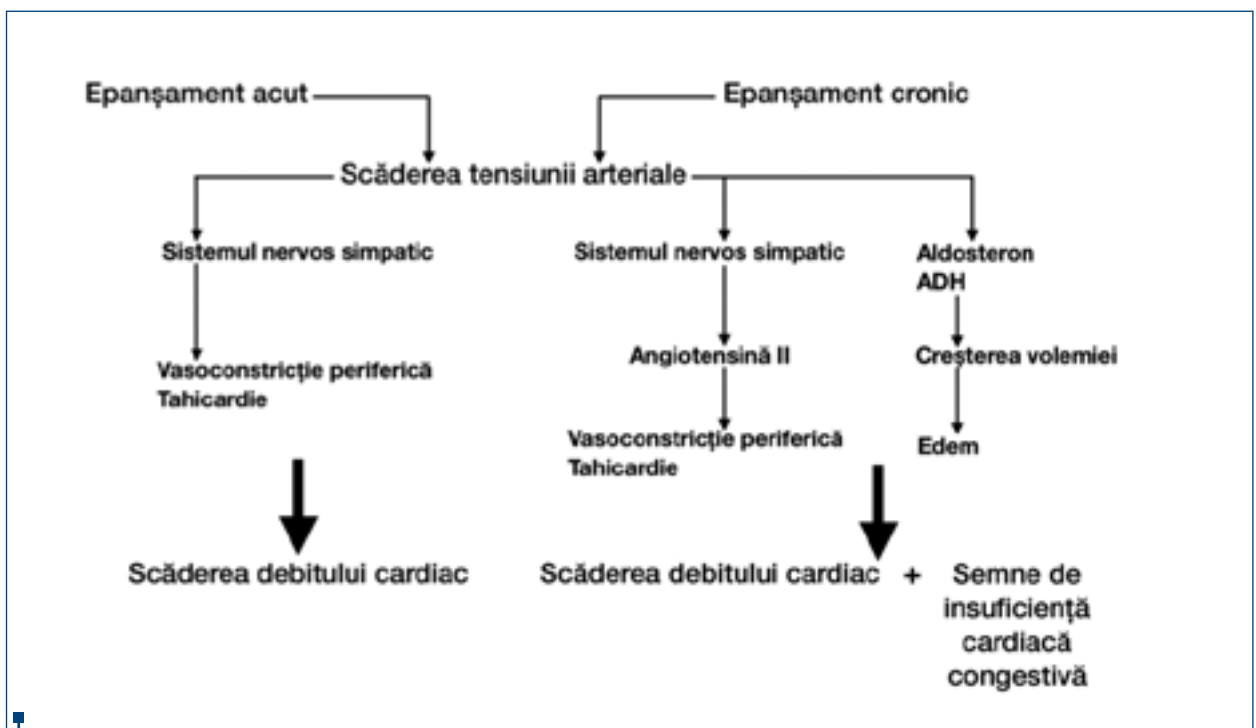 Epanșament acut
Epanșament cronic
Scăderea tensiunii arteriale
Sistemul nervos simpatic
Sistemul nervos simpatic
Aldosteron
ADH
Angiotensină II
Creșterea volemiei
Vasoconstricție periferică
Tahicardie
Vasoconstricție periferică
Tahicardie
Edem
Scăderea debitului cardiac
Scăderea debitului cardiac + Semne de
insuficiență
cardiacă
congestivă